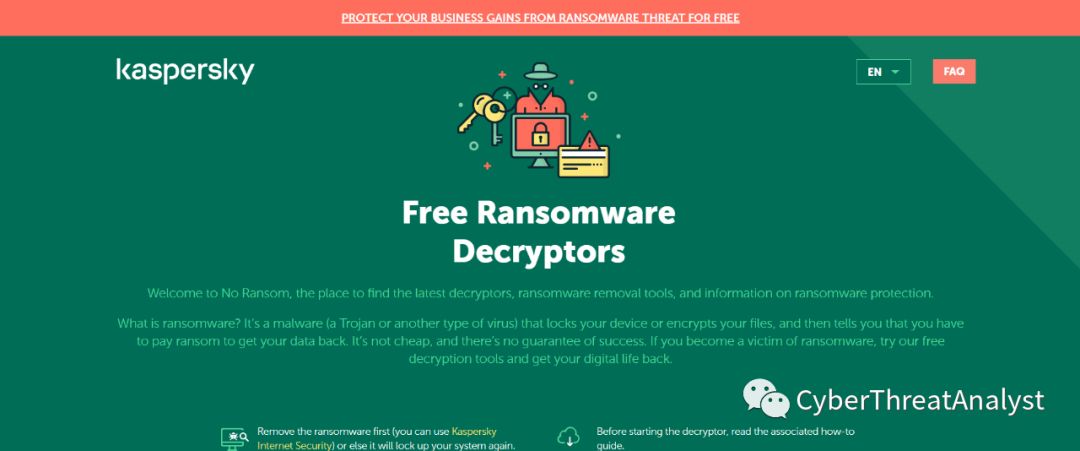 PROTECT YOUR BUSINESS GAINS FROM RANSOMWARE THREAT FOR FREE
kaspersky
EN
FAQ
Free Ransomware
Decryptors
Welcome to No Ransom, the place to find the latest decryptors, ransomware removal tools, and information on ransomware protection.
What is ransomware? It's a malware (a Trojan or another type of virus) that locks your device or encrypts your files, and then tells you that you have
to pay ransom to get your data back. It's not cheap, and there's no guarantee of success. If you become a victim of ransomware, try our free
decryption tools and get your digital life back.
CyberThreatAnalyst
Remove the ransomware first (you can use Kaspersky
Internet Security) or else it will lock up your system again.
Before starting the decryptor, read the associated how-to
guide.